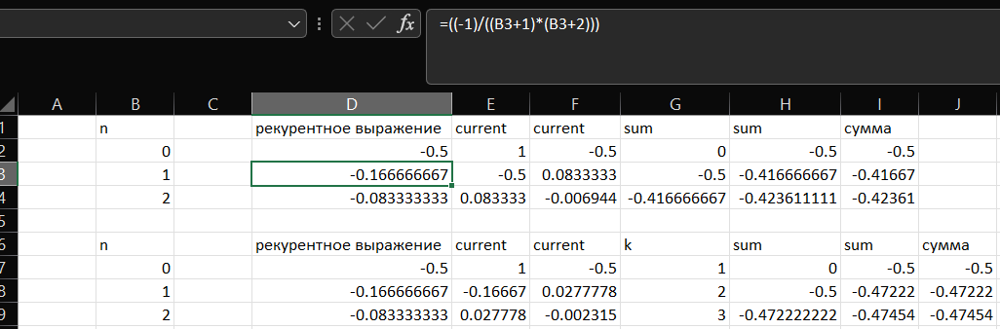 =((-1)/((B3+1)*(B3+2)))
A B C D E F G H I J
1 n рекурентное выражение current current sum sum сумма
2 0 -0.5 1 -0.5 0 -0.5 -0.5
3 1 -0.166666667 -0.5 0.0833333 -0.5 -0.416666667 -0.41667
4 2 -0.083333333 0.083333 -0.006944 -0.416666667 -0.423611111 -0.42361
5
6 n рекурентное выражение current current k sum sum сумма
7 0 -0.5 1 -0.5 1 0 -0.5 -0.5
8 1 -0.166666667 -0.16667 0.0277778 2 -0.5 -0.47222 -0.47222
9 2 -0.083333333 0.027778 -0.002315 3 -0.472222222 -0.47454 -0.47454